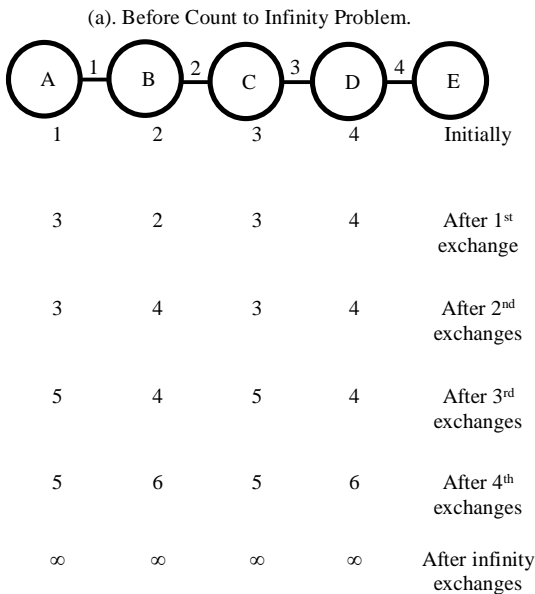 (a). Before Count to Infinity Problem.
1 2 3 4
A B C D E
1 2 3 4 Initially
3 2 3 4 After 1st
exchange
3 4 3 4 After 2nd
exchanges
5 4 5 4 After 3rd
exchanges
5 6 5 6 After 4th
exchanges
∞ ∞ ∞ ∞ After infinity
exchanges